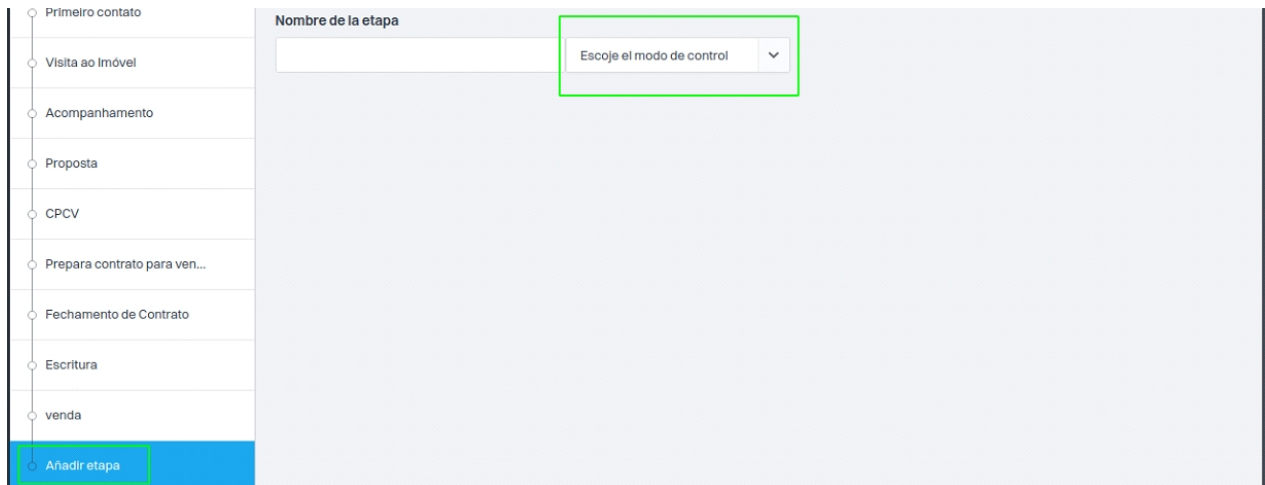 Primeiro contato
Visita ao Imóvel
Acompanhamento
Proposta
CPCV
Prepara contrato para ven...
Fechamento de Contrato
Escritura
venda
Añadir etapa
Nombre de la etapa
Escoje el modo de control